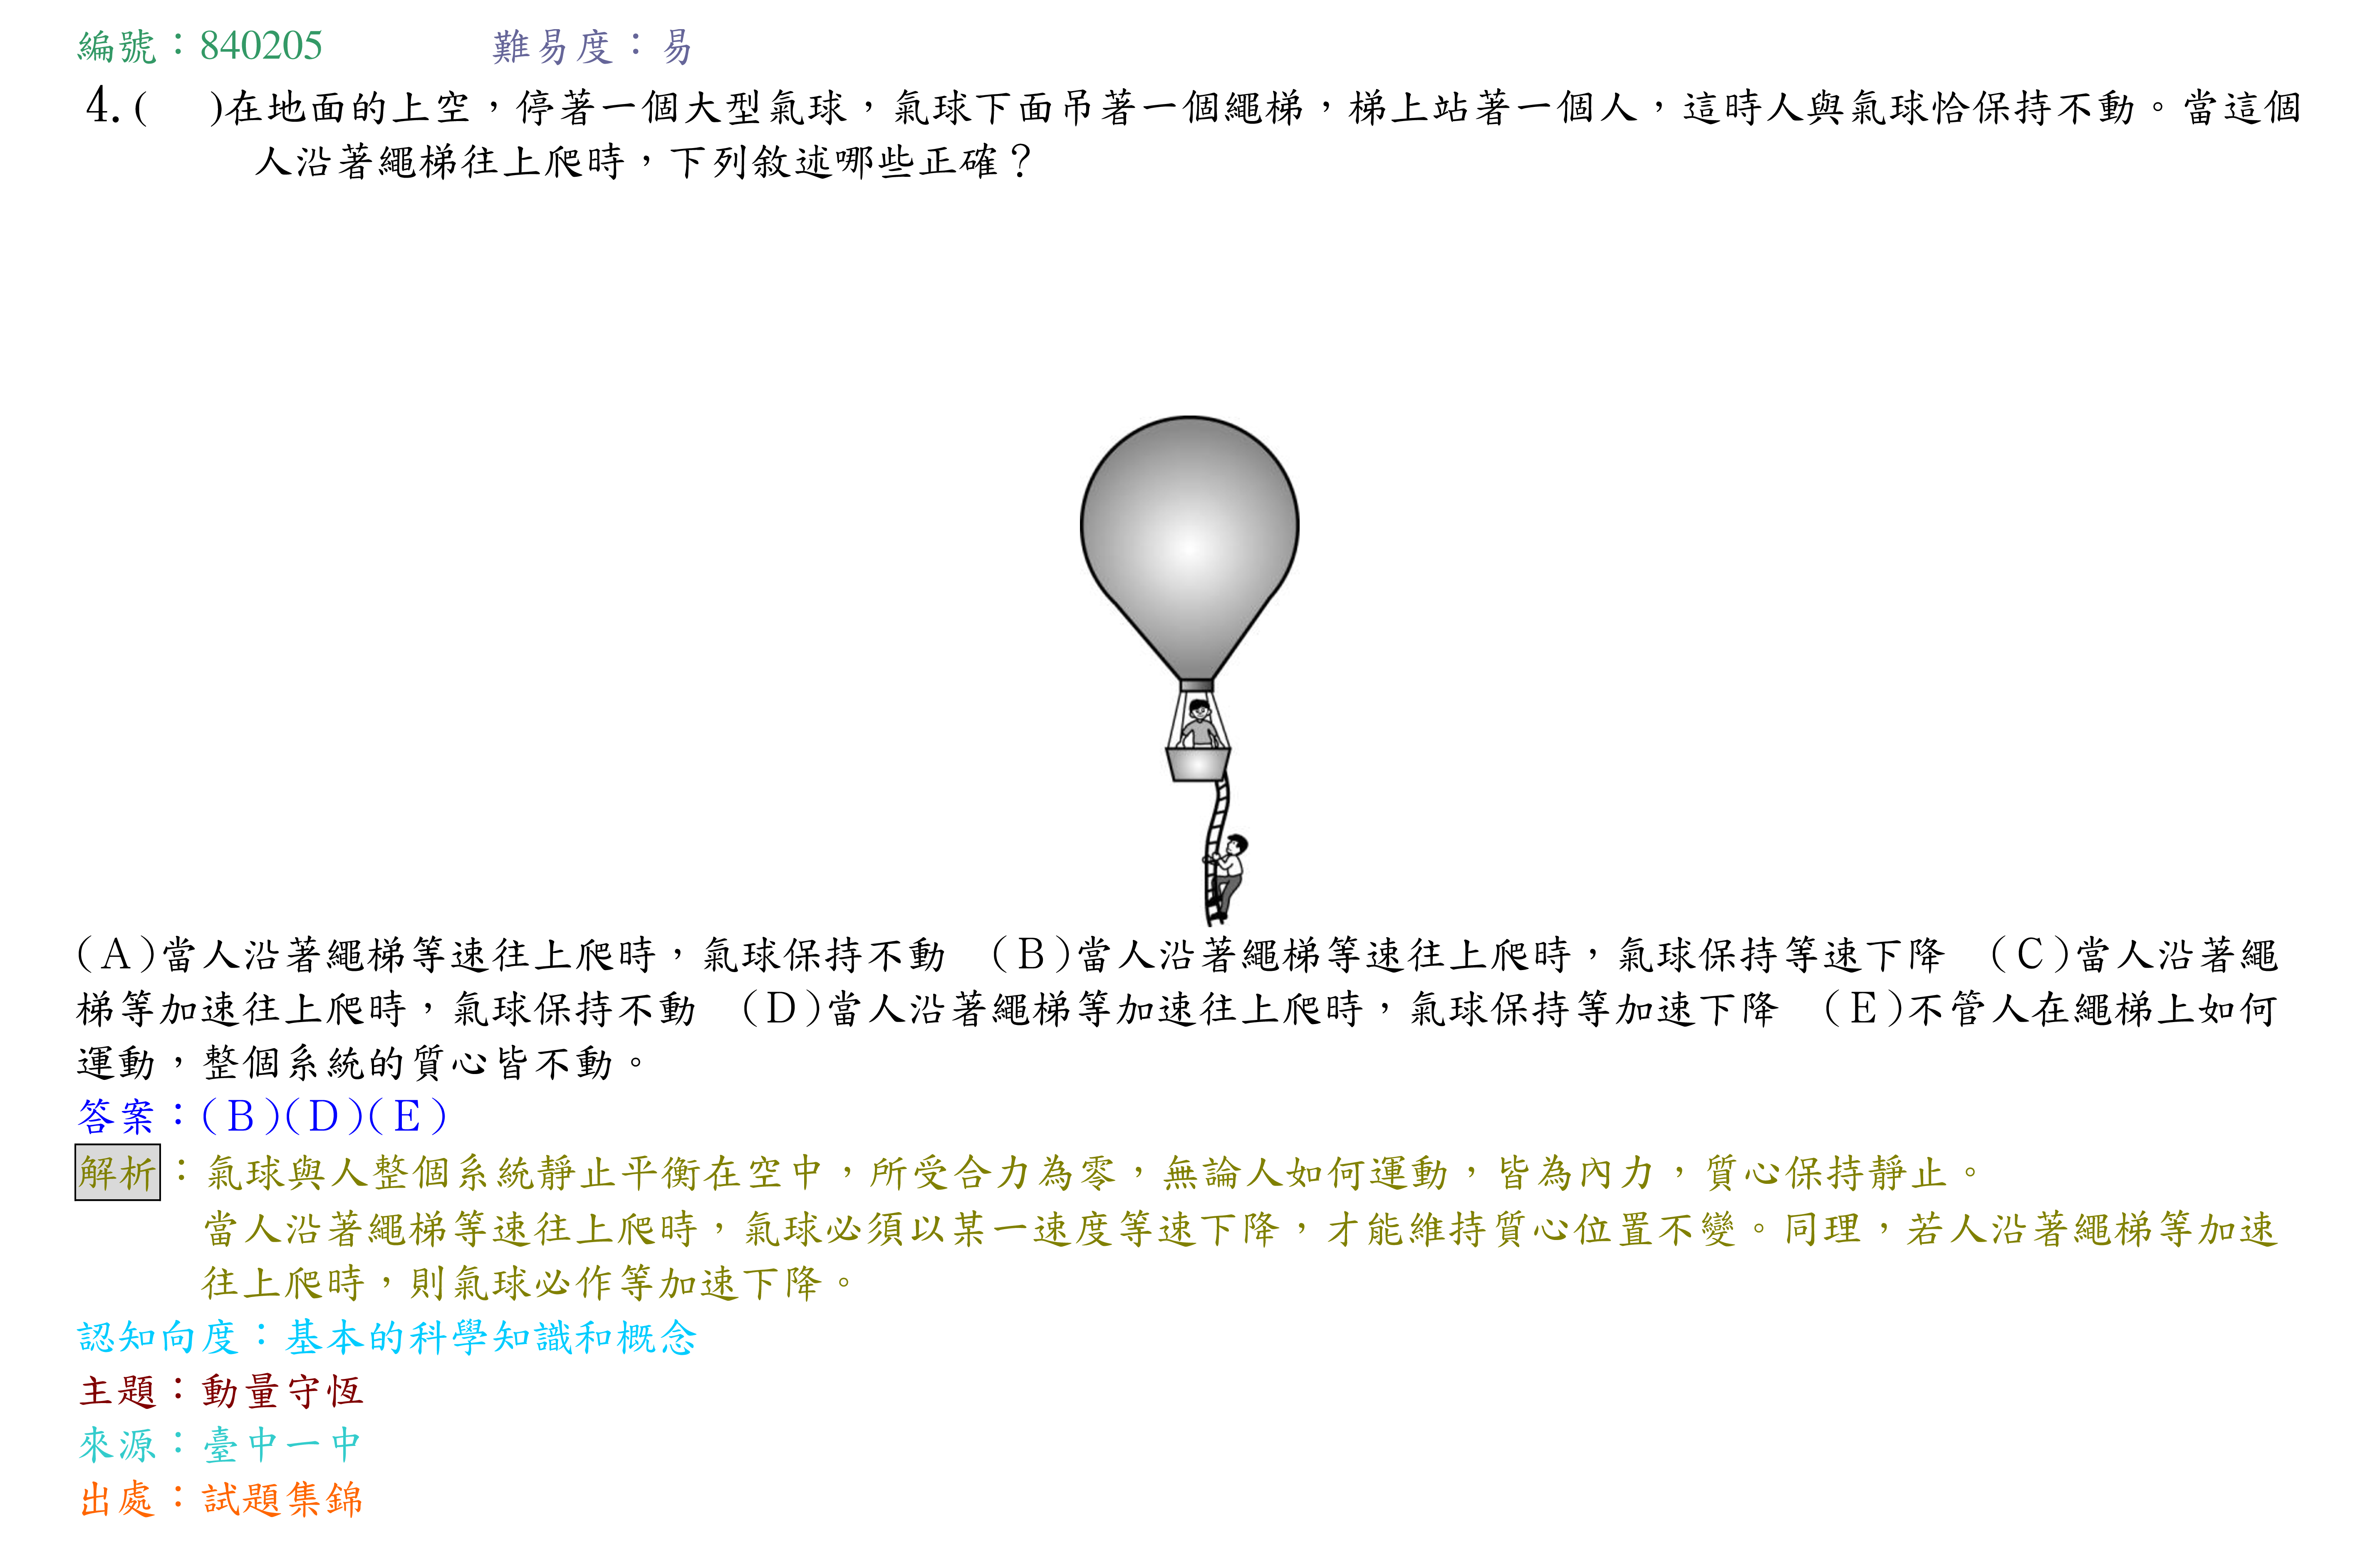 編號：840205 難易度：易
4.( )在地面的上空，停著一個大型氣球，氣球下面吊著一個繩梯，梯上站著一個人，這時人與氣球恰保持不動。當這個
人沿著繩梯往上爬時，下列敘述哪些正確？
(A)當人沿著繩梯等速往上爬時，氣球保持不動 (B)當人沿著繩梯等速往上爬時，氣球保持等速下降 (C)當人沿著繩
梯等加速往上爬時，氣球保持不動 (D)當人沿著繩梯等加速往上爬時，氣球保持等加速下降 (E)不管人在繩梯上如何
運動，整個系統的質心皆不動。
答案：(B)(D)(E)
解析：氣球與人整個系統靜止平衡在空中，所受合力為零，無論人如何運動，皆為內力，質心保持靜止。
當人沿著繩梯等速往上爬時，氣球必須以某一速度等速下降，才能維持質心位置不變。同理，若人沿著繩梯等加速
往上爬時，則氣球必作等加速下降。
認知向度：基本的科學知識和概念
主題：動量守恆
來源：臺中一中
出處：試題集錦